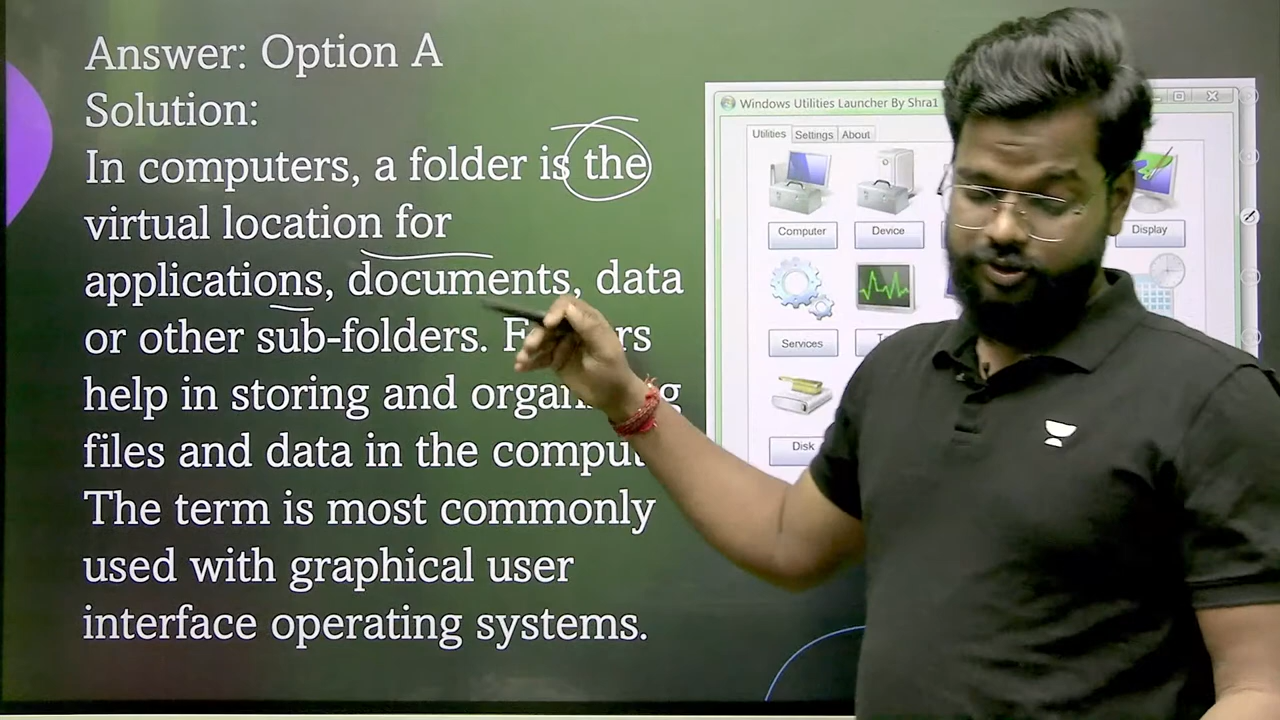 Answer: Option A
Solution:
In computers, a folder is the
virtual location for
applications, documents, data
or other sub-folders.
help in storing and
files and data in the
The term is most commonly
used with graphical user
interface operating systems.
Windows Utilities Launcher By Shra1
Utilities Settings About
Computer Device Display
Services
Disk